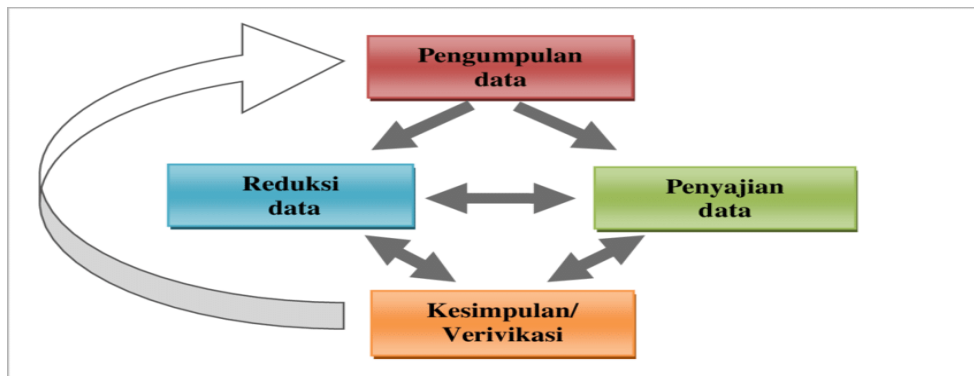 Pengumpulan
data
Reduksi
data
Penyajian
data
Kesimpulan/
Verivikasi